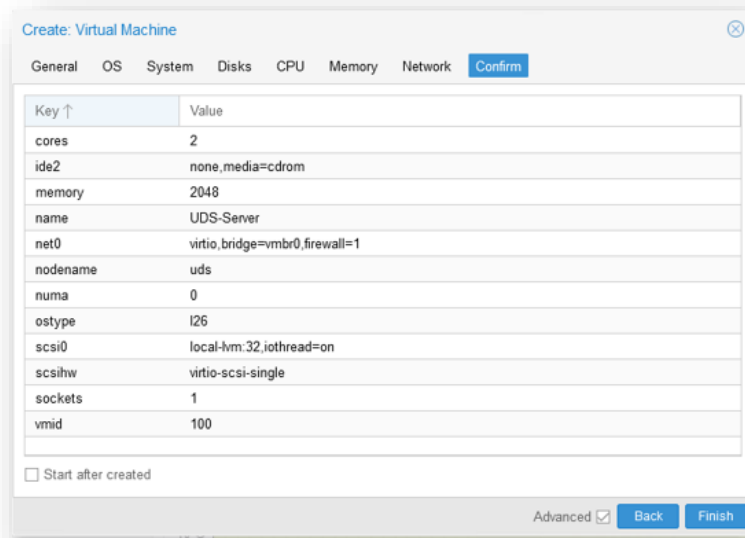 Create: Virtual Machine
General OS System Disks CPU Memory Network Confirm
Key ↑ Value
cores 2
ide2 none,media=cdrom
memory 2048
name UDS-Server
net0 virtio,bridge=vmbr0,firewall=1
nodename uds
numa 0
ostype l26
scsi0 local-lvm:32,iothread=on
scsihw virtio-scsi-single
sockets 1
vmid 100
Start after created
Advanced Back Finish